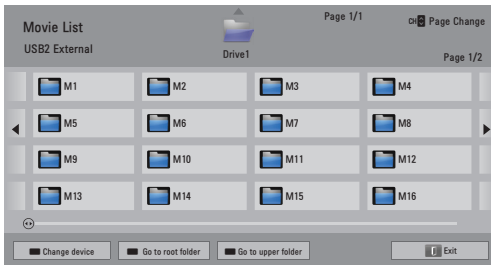 Movie List
USB2 External
Drive1
Page 1/1
CH Page Change
Page 1/2
M1 M2 M3 M4
M5 M6 M7 M8
M9 M10 M11 M12
M13 M14 M15 M16
Change device Go to root folder Go to upper folder Exit